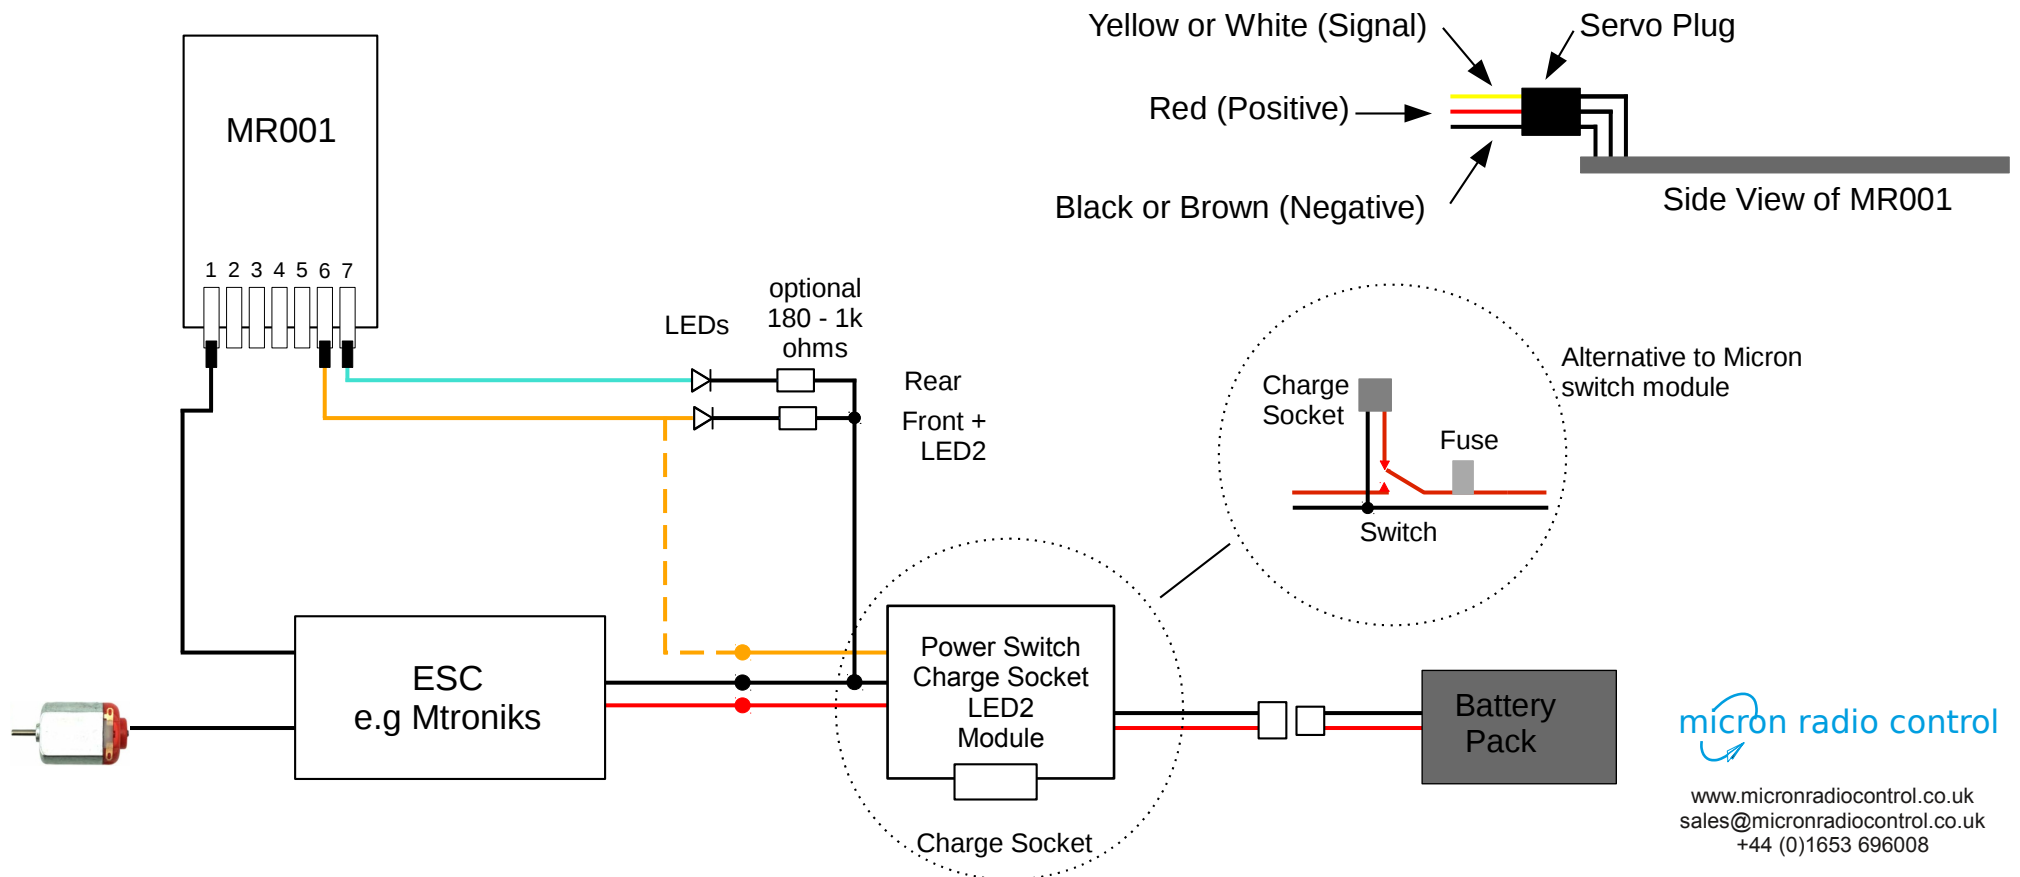 Yellow or White (Signal)
Servo Plug
Red (Positive)
Black or Brown (Negative)
Side View of MR001
MR001
1 2 3 4 5 6 7
LEDs
optional
180 - 1k
ohms
Rear
Front +
LED2
Alternative to Micron
switch module
Charge
Socket
Fuse
Switch
ESC
e.g Mtroniks
Power Switch
Charge Socket
LED2
Module
Charge Socket
Battery
Pack
micron radio control
www.micronradiocontrol.co.uk
sales@micronradiocontrol.co.uk
+44 (0)1653 696008